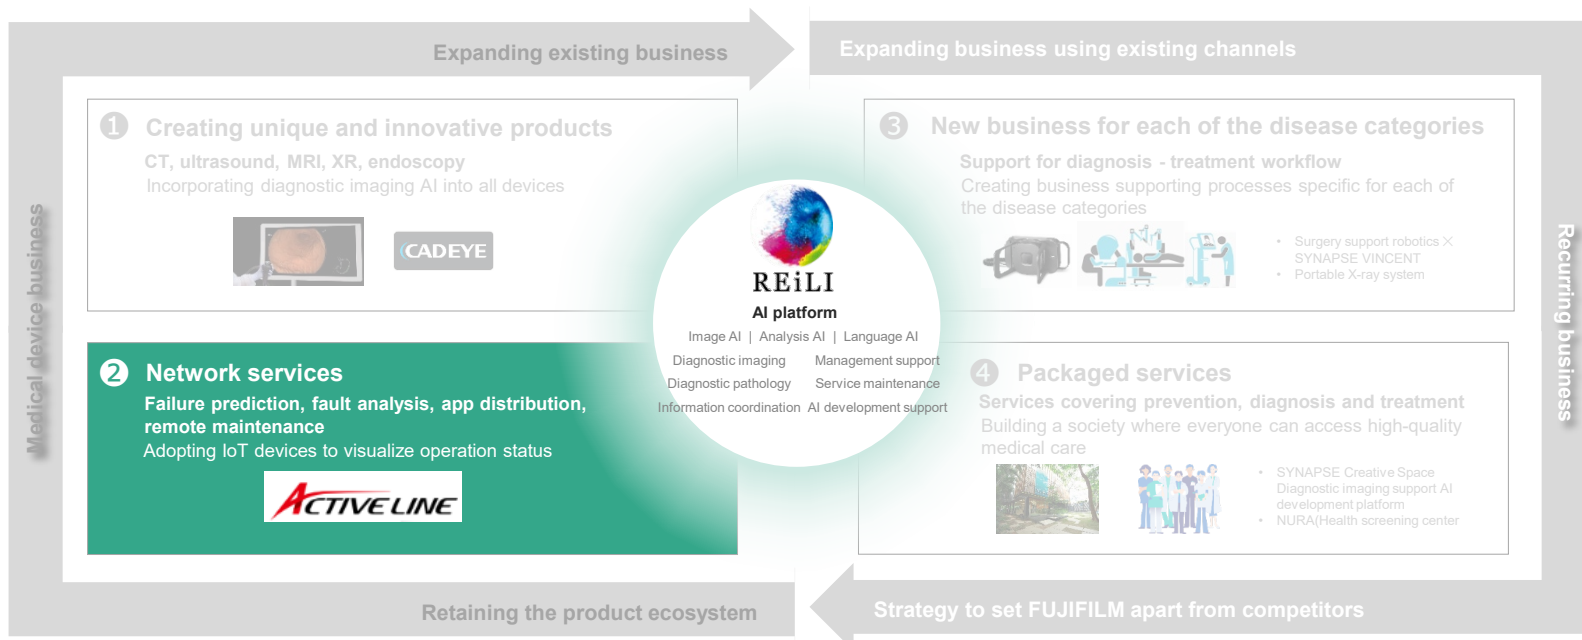 Expanding existing business
Expanding business using existing channels
Medical device business
1 Creating unique and innovative products
CT, ultrasound, MRI, XR, endoscopy
Incorporating diagnostic imaging AI into all devices
CADEYE
2 Network services
Failure prediction, fault analysis, app distribution,
remote maintenance
Adopting IoT devices to visualize operation status
ACTIVE LINE
REiLI
AI platform
Image AI | Analysis AI | Language AI
Diagnostic imaging Management support
Diagnostic pathology Service maintenance
Information coordination AI development support
3 New business for each of the disease categories
Support for diagnosis - treatment workflow
Creating business supporting processes specific for each of
the disease categories
• Surgery support robotics ×
SYNAPSE VINCENT
• Portable X-ray system
4 Packaged services
Services covering prevention, diagnosis and treatment
Building a society where everyone can access high-quality
medical care
• SYNAPSE Creative Space
Diagnostic imaging support AI
development platform
• NURA(Health screening center
Recurring business
Retaining the product ecosystem
Strategy to set FUJIFILM apart from competitors